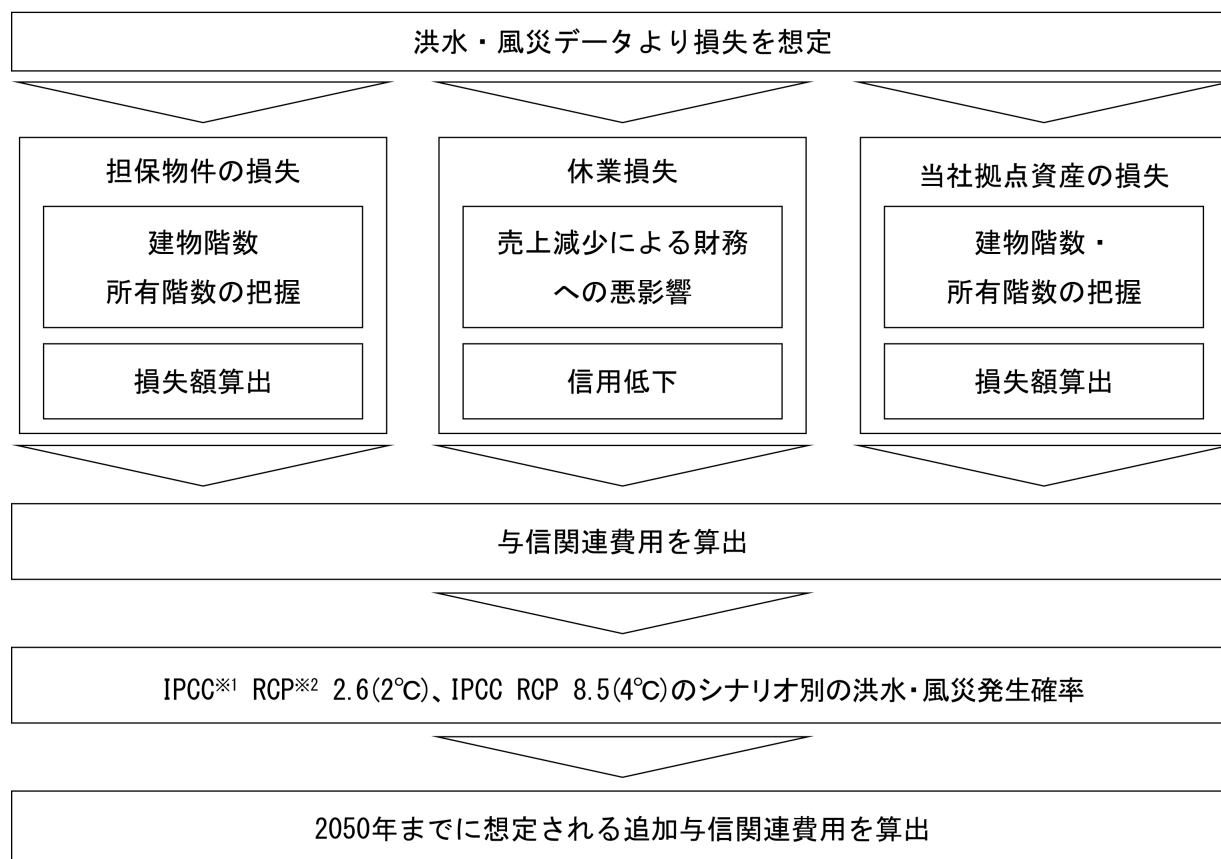 洪水・風災データより損失を想定
担保物件の損失
建物階数
所有階数の把握
損失額算出
休業損失
売上減少による財務
への悪影響
信用低下
当社拠点資産の損失
建物階数・
所有階数の把握
損失額算出
与信関連費用を算出
IPCC※1 RCP※2 2.6(2℃)、IPCC RCP 8.5(4℃)のシナリオ別の洪水・風災発生確率
2050年までに想定される追加与信関連費用を算出